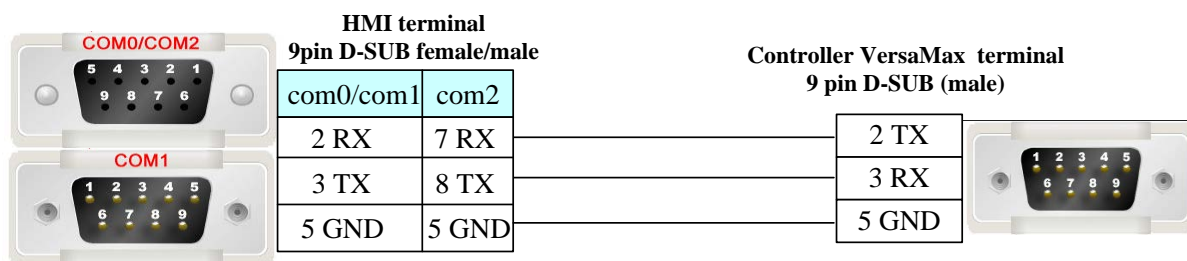 HMI terminal
9pin D-SUB female/male
COM0/COM2
5 4 3 2 1
9 8 7 6
COM1
1 2 3 4 5
6 7 8 9
com0/com1 com2
2 RX 7 RX
3 TX 8 TX
5 GND 5 GND
Controller VersaMax terminal
9 pin D-SUB (male)
2 TX
3 RX
5 GND
1 2 3 4 5
6 7 8 9